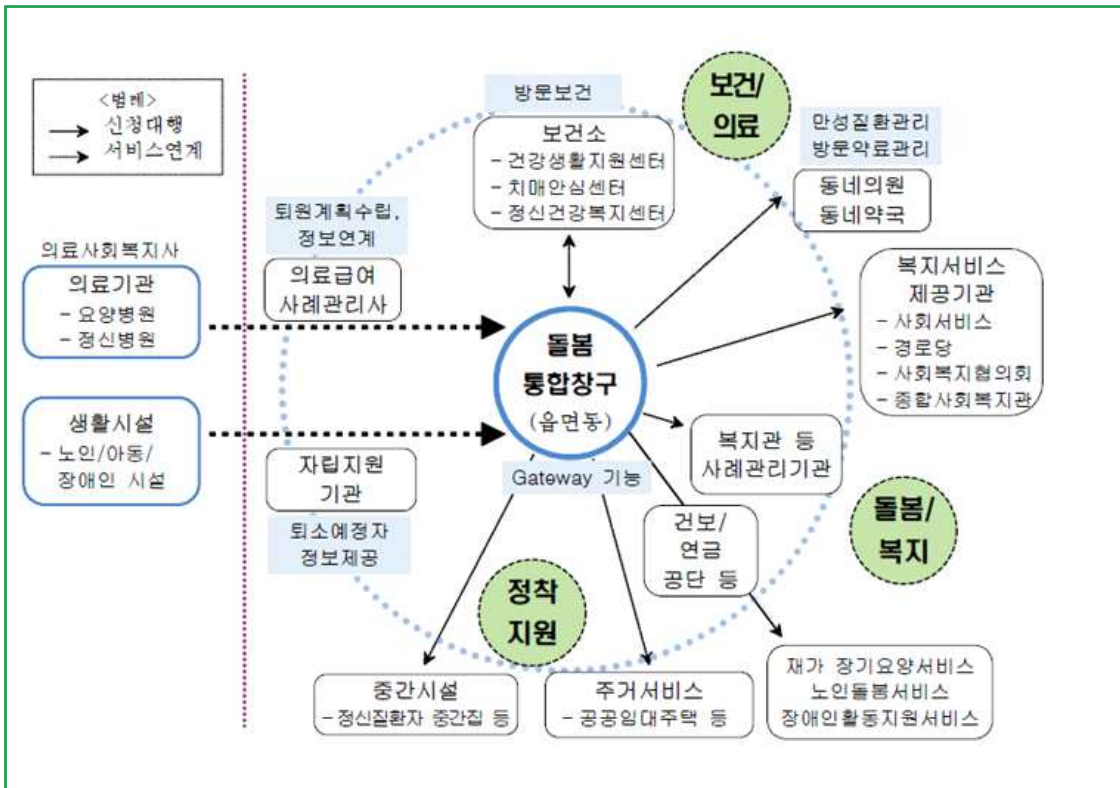 <범례>
신청대행
서비스연계
의료사회복지사
의료기관
- 요양병원
- 정신병원
생활시설
- 노인/아동/
장애인 시설
퇴원계획수립,
정보연계
의료급여
사례관리사
자립지원
기관
퇴소예정자
정보제공
방문보건
보건소
- 건강생활지원센터
- 치매안심센터
- 정신건강복지센터
돌봄
통합창구
(읍면동)
Gateway 기능
보건/
의료
만성질환관리
방문약료관리
동네의원
동네약국
복지서비스
제공기관
- 사회서비스
- 경로당
- 사회복지협의회
- 종합사회복지관
복지관 등
사례관리기관
돌봄/
복지
건보/
연금
공단 등
재가 장기요양서비스
노인돌봄서비스
장애인활동지원서비스
정착
지원
중간시설
- 정신질환자 중간집 등
주거서비스
- 공공임대주택 등